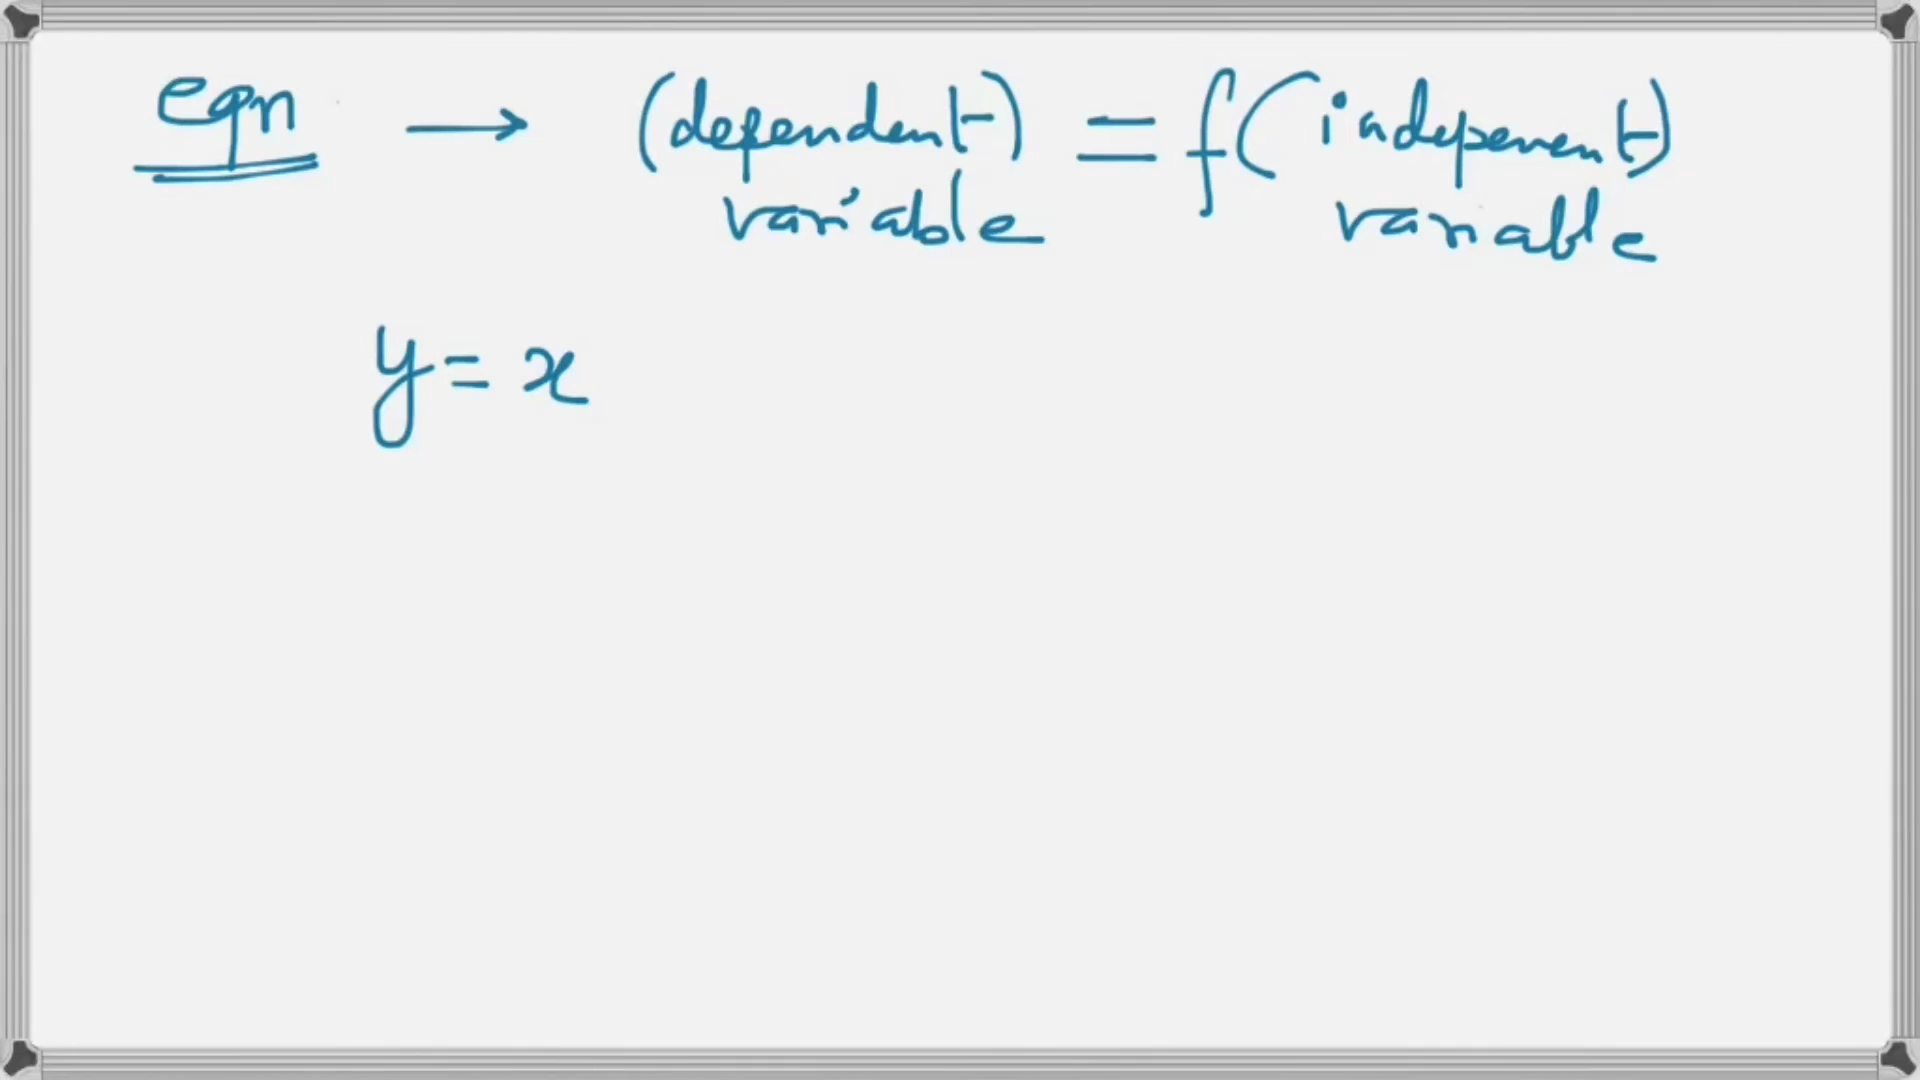 eqn → (dependent) = f(indepenent)
variable variable
y = x